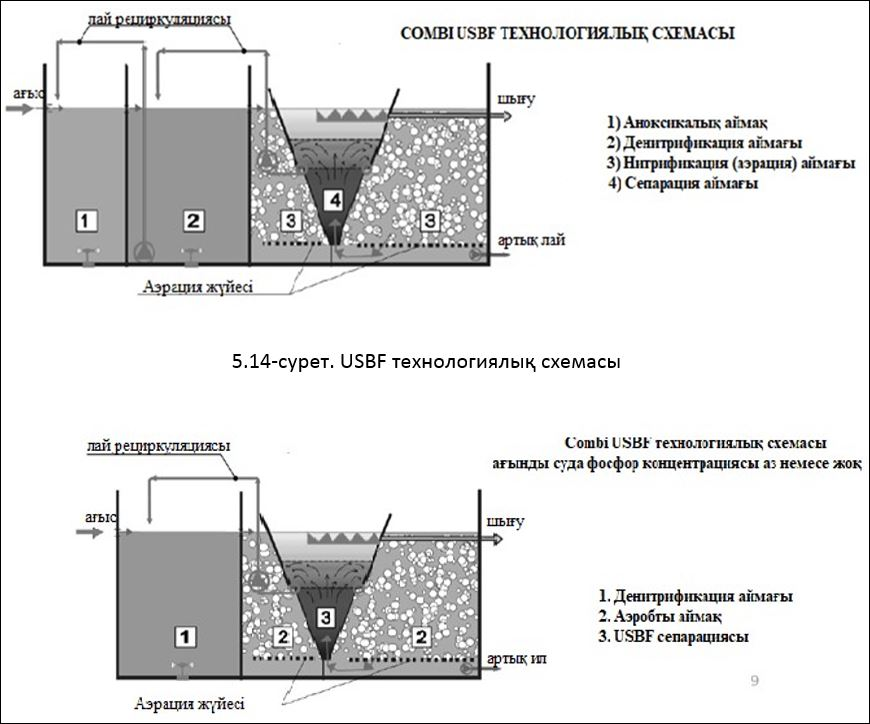 лай рециркуляциясы
COMBI USBF ТЕХНОЛОГИЯЛЫҚ СХЕМАСЫ
ағыс
шығу
1) Аноксикалық аймақ
2) Денитрификация аймағы
3) Нитрификация (аэрация) аймағы
4) Сепарация аймағы
1
2
3
4
3
артық лай
Аэрация жүйесі
5.14-сурет. USBF технологиялық схемасы
лай рециркуляциясы
Combi USBF технологиялық схемасы
ағынды суда фосфор концентрациясы аз немесе жоқ
ағыс
шығу
1. Денитрификация аймағы
2. Аэробты аймақ
3. USBF сепарациясы
1
2
3
2
артық ил
Аэрация жүйесі
9